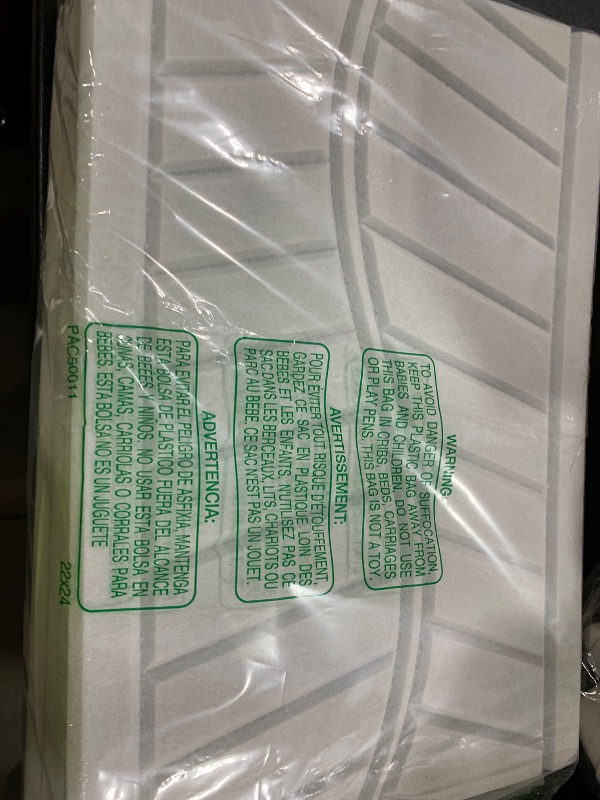 WARNING:
TO AVOID DANGER OF SUFFOCATION,
KEEP THIS PLASTIC BAG AWAY FROM
BABIES AND CHILDREN. DO NOT USE
THIS BAG IN CRIBS, BEDS, CARRIAGES
OR PLAY PENS. THIS BAG IS NOT A TOY.
AVERTISSEMENT:
POUR EVITER TOUT RISQUE D'ETOUFFEMENT,
GARDEZ CE SAC EN PLASTIQUE LOIN DES
BÉBES ET LES ENFANTS. N'UTILISEZ PAS CE
SAC DANS LES BERCEAUX, LITS, CHARIOTS OU
PARC AU BEBE. CE SAC N'EST PAS UN JOUET.
ADVERTENCIA:
PARA EVITAR EL PELIGRO DE ASFIXIA, MANTENGA
ESTA BOLSA DE PLASTICO FUERA DEL ALCANCE
DE BEBES Y NINOS. NO USAR ESTA BOLSA EN
CUNAS, CAMAS, CARRIOLAS O CORRALES PARA
BEBES. ESTA BOLSA NO ES UN JUGUETE
PAC50011
22x24